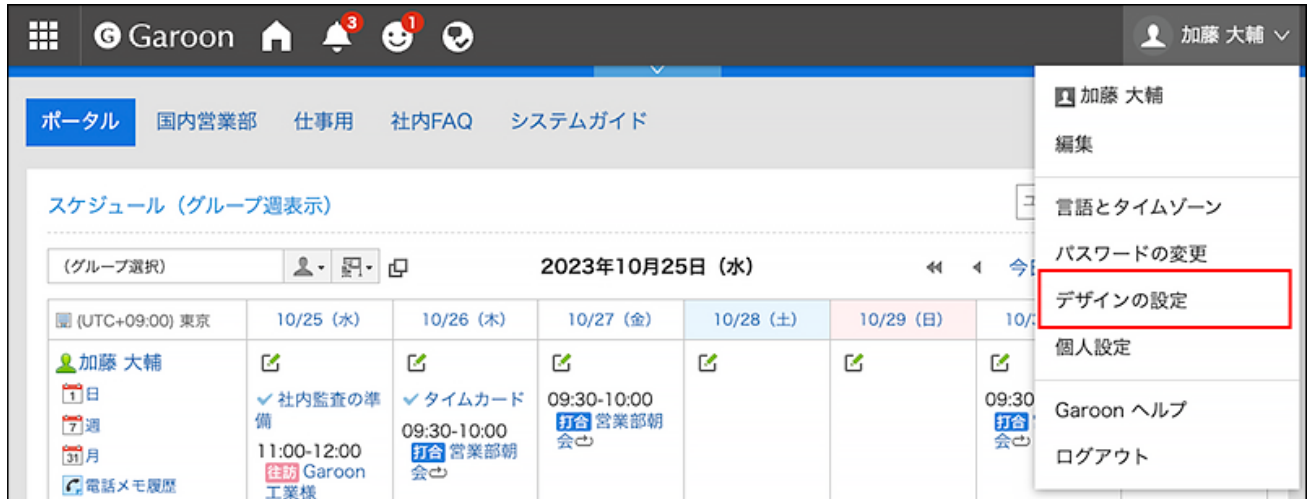 G Garoon 3 1 加藤 大輔
加藤 大輔
編集
言語とタイムゾーン
パスワードの変更
デザインの設定
個人設定
Garoon ヘルプ
ログアウト
ポータル 国内営業部 仕事用 社内FAQ システムガイド
スケジュール（グループ週表示）
（グループ選択） 2023年10月25日（水）
(UTC+09:00) 東京 10/25（水） 10/26（木） 10/27（金） 10/28（土） 10/29（日） 10/
加藤 大輔
1 日
7 週
31 月
電話メモ履歴
社内監査の準
備
11:00-12:00
往訪 Garoon
工業様
タイムカード
09:30-10:00
打合 営業部朝
会
09:30-10:00
打合 営業部朝
会
09:30
打合
会